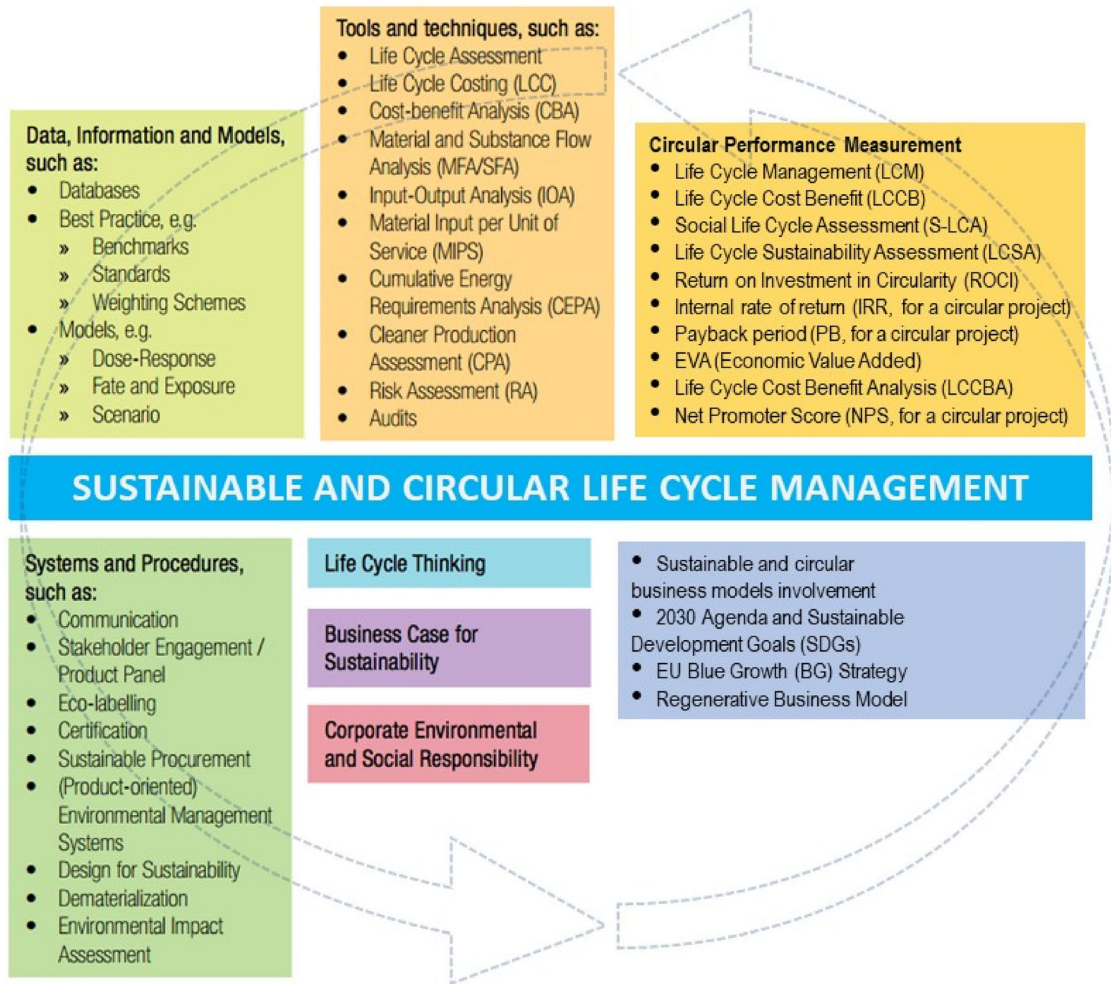 Tools and techniques, such as:
• Life Cycle Assessment
• Life Cycle Costing (LCC)
• Cost-benefit Analysis (CBA)
• Material and Substance Flow
Analysis (MFA/SFA)
• Input-Output Analysis (IOA)
• Material Input per Unit of
Service (MIPS)
• Cumulative Energy
Requirements Analysis (CEPA)
• Cleaner Production
Assessment (CPA)
• Risk Assessment (RA)
• Audits
Data, Information and Models,
such as:
• Databases
• Best Practice, e.g.
» Benchmarks
» Standards
» Weighting Schemes
• Models, e.g.
» Dose-Response
» Fate and Exposure
» Scenario
Circular Performance Measurement
• Life Cycle Management (LCM)
• Life Cycle Cost Benefit (LCCB)
• Social Life Cycle Assessment (S-LCA)
• Life Cycle Sustainability Assessment (LCSA)
• Return on Investment in Circularity (ROCI)
• Internal rate of return (IRR, for a circular project)
• Payback period (PB, for a circular project)
• EVA (Economic Value Added)
• Life Cycle Cost Benefit Analysis (LCCBA)
• Net Promoter Score (NPS, for a circular project)
SUSTAINABLE AND CIRCULAR LIFE CYCLE MANAGEMENT
Systems and Procedures,
such as:
• Communication
• Stakeholder Engagement /
Product Panel
• Eco-labelling
• Certification
• Sustainable Procurement
• (Product-oriented)
Environmental Management
Systems
• Design for Sustainability
• Dematerialization
• Environmental Impact
Assessment
Life Cycle Thinking
Business Case for
Sustainability
Corporate Environmental
and Social Responsibility
• Sustainable and circular
business models involvement
• 2030 Agenda and Sustainable
Development Goals (SDGs)
• EU Blue Growth (BG) Strategy
• Regenerative Business Model